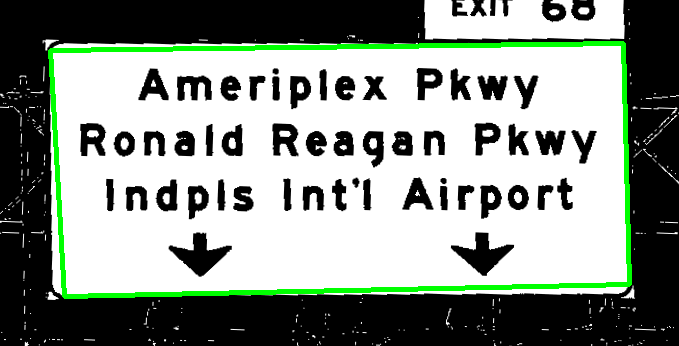 EXIT 68
Ameriplex Pkwy
Ronald Reagan Pkwy
Indpls Int'l Airport